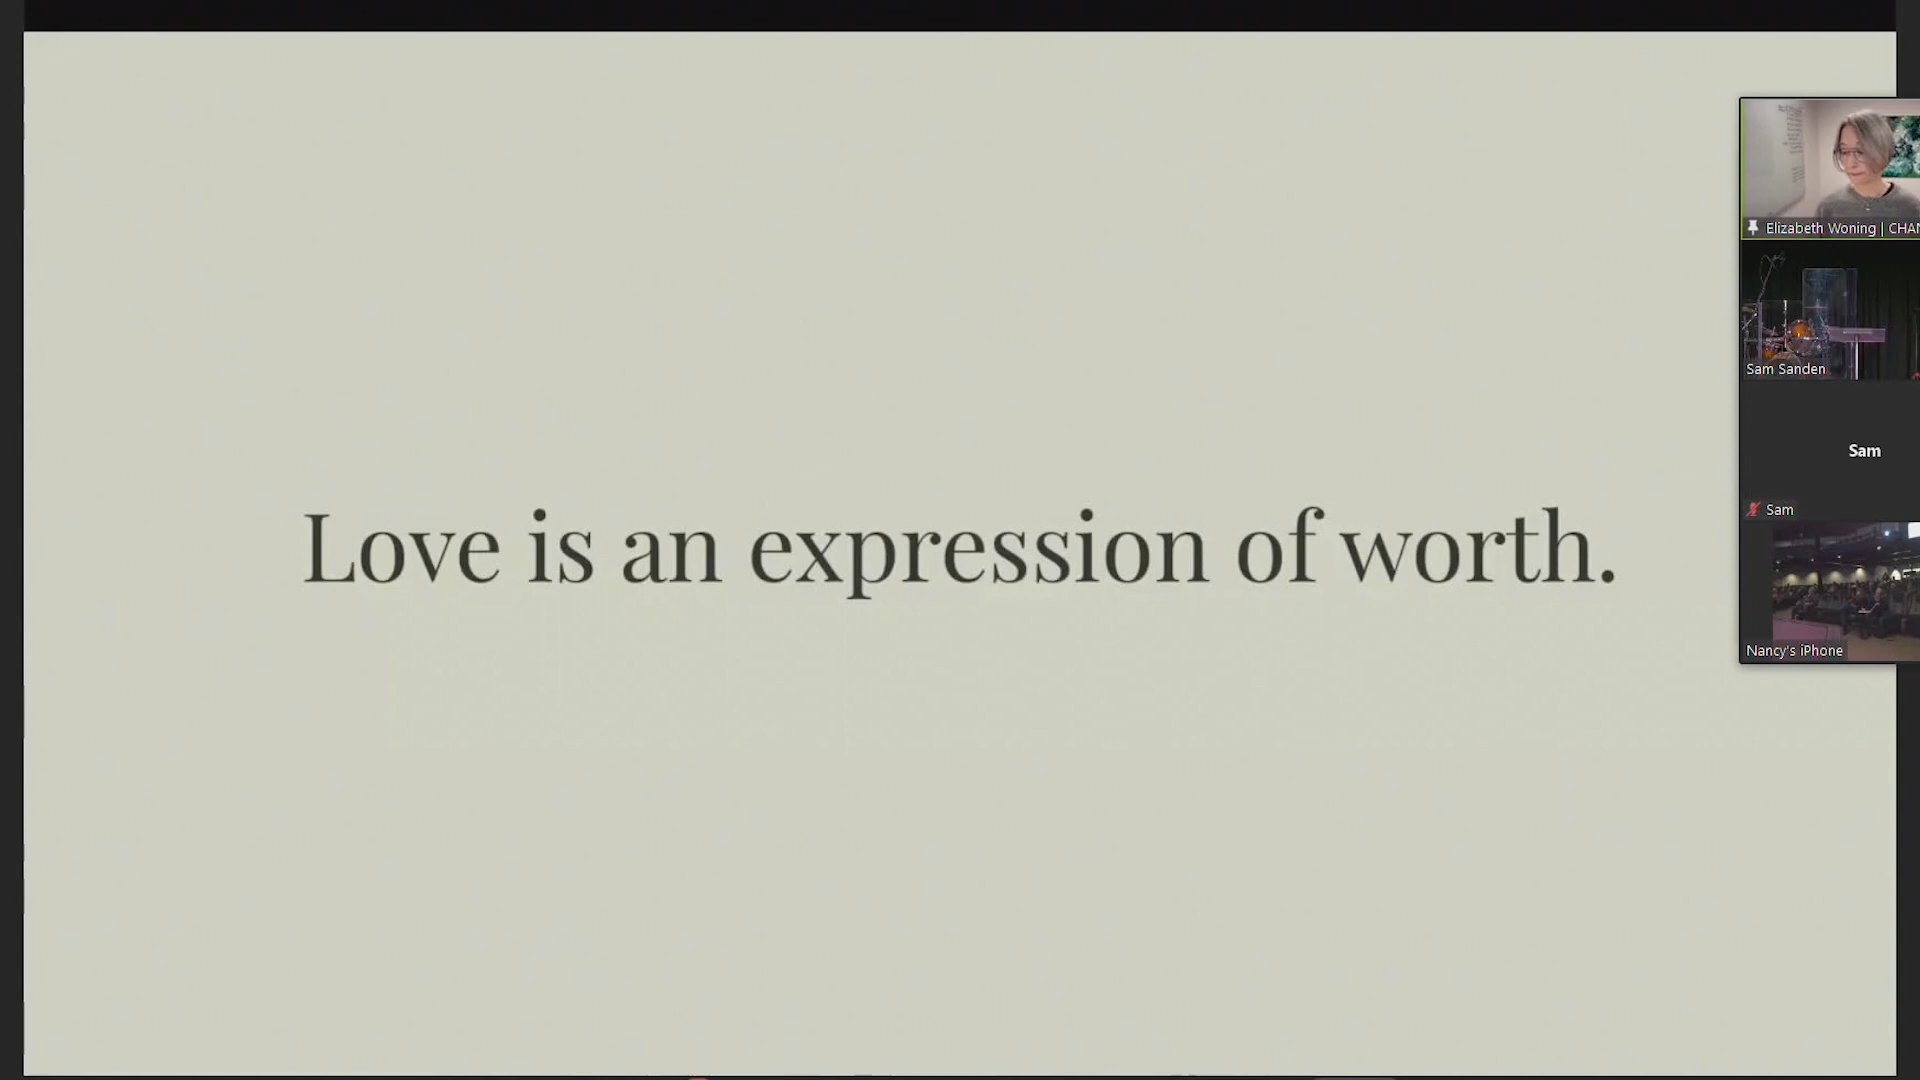 Love is an expression of worth.
Elizabeth Woning | CHAN
Sam Sanden
Sam
Sam
Nancy's iPhone